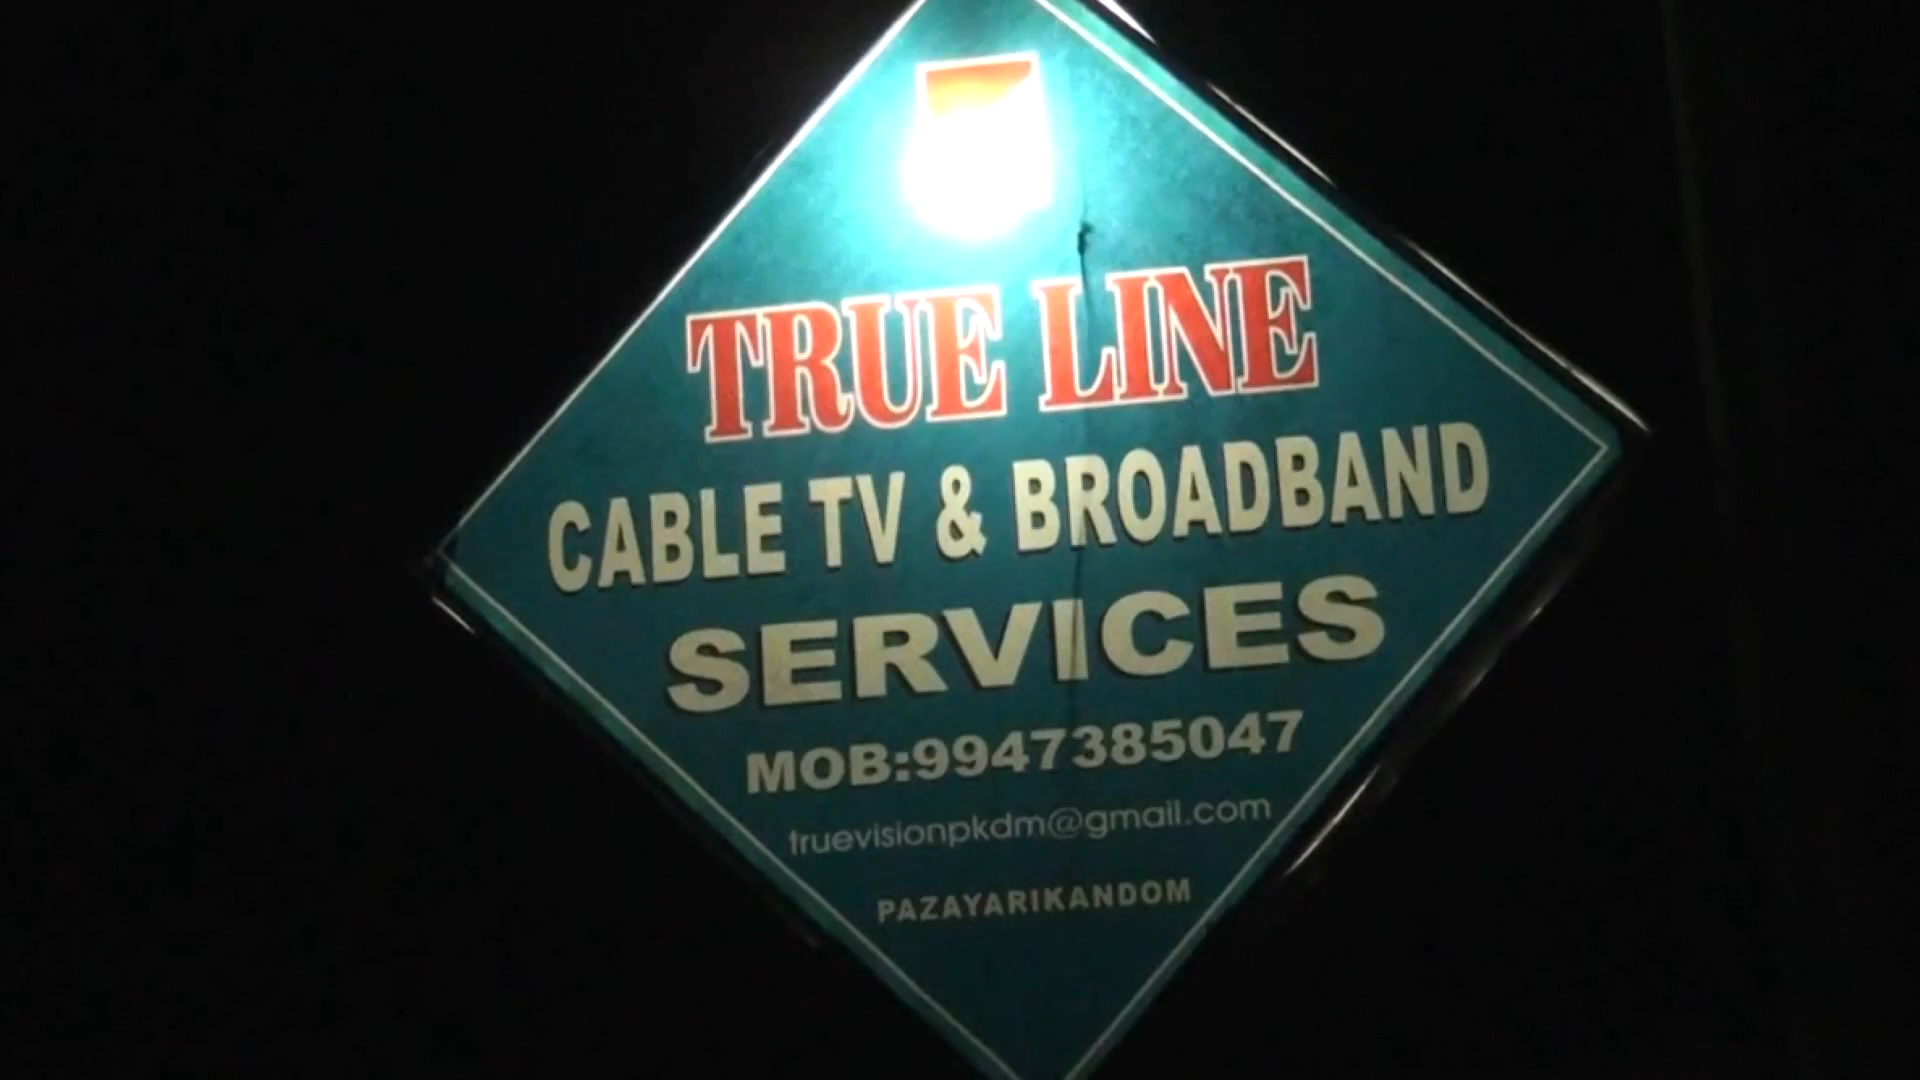 TRUE LINE
CABLE TV & BROADBAND
SERVICES
MOB:9947385047
truevisionpkdm@gmail.com
PAZAYARIKANDOM